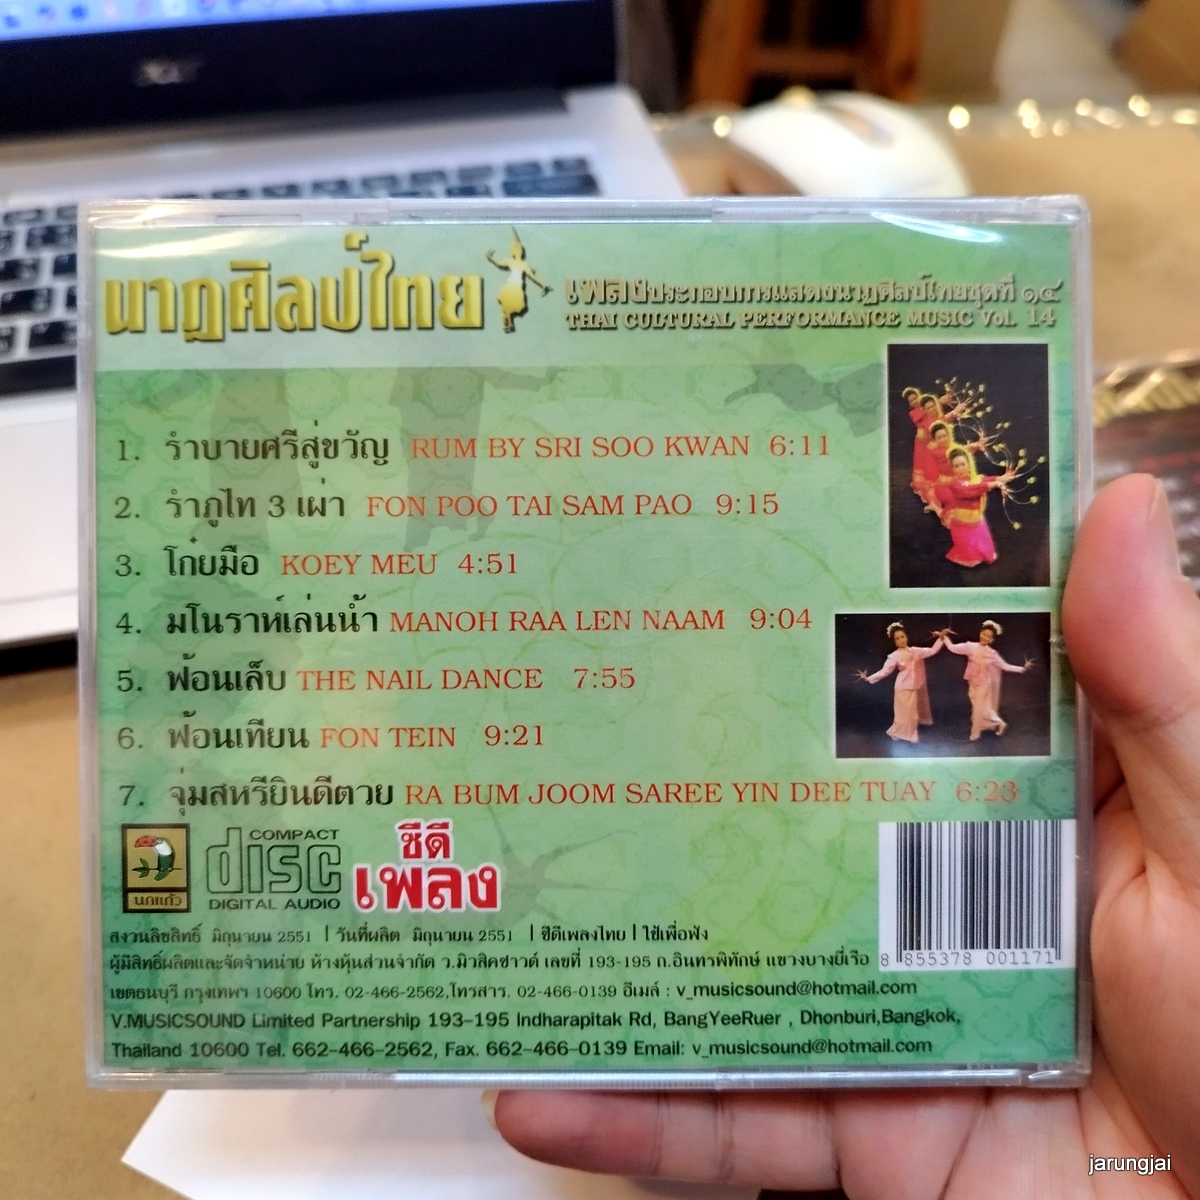 acer
นาฏศิลป์ไทย
เพลงประกอบการแสดงนาฏศิลป์ไทยชุดที่ ๑๔
THAI CULTURAL PERFORMANCE MUSIC Vol. 14
1. รำบายศรีสู่ขวัญ RUM BY SRI SOO KWAN 6:11
2. รำภูไท 3 เผ่า FON POO TAI SAM PAO 9:15
3. โก๋ยมือ KOEY MEU 4:51
4. มโนราห์เล่นน้ำ MANOH RAA LEN NAAM 9:04
5. ฟ้อนเล็บ THE NAIL DANCE 7:55
6. ฟ้อนเทียน FON TEIN 9:21
7. จุ่มสหรียินดีตวย RA BUM JOOM SAREE YIN DEE TUAY 6:23
นกแก้ว
COMPACT
disc
DIGITAL AUDIO
ซีดี
เพลง
8 855378 001171
สงวนลิขสิทธิ์ มิถุนายน 2551 | วันที่ผลิต มิถุนายน 2551 | ซีดีเพลงไทย | ใช้เพื่อฟัง
ผู้มีสิทธิ์ผลิตและจัดจำหน่าย ห้างหุ้นส่วนจำกัด ว.มิวสิคซาวด์ เลขที่ 193-195 ถ.อินทรพิทักษ์ แขวงบางยี่เรือ
เขตธนบุรี กรุงเทพฯ 10600 โทร. 02-466-2562,โทรสาร. 02-466-0139 อีเมล์ : v_musicsound@hotmail.com
V.MUSICSOUND Limited Partnership 193-195 Indharapitak Rd, BangYeeRuer , Dhonburi,Bangkok,
Thailand 10600 Tel. 662-466-2562, Fax. 662-466-0139 Email: v_musicsound@hotmail.com
jarungjai